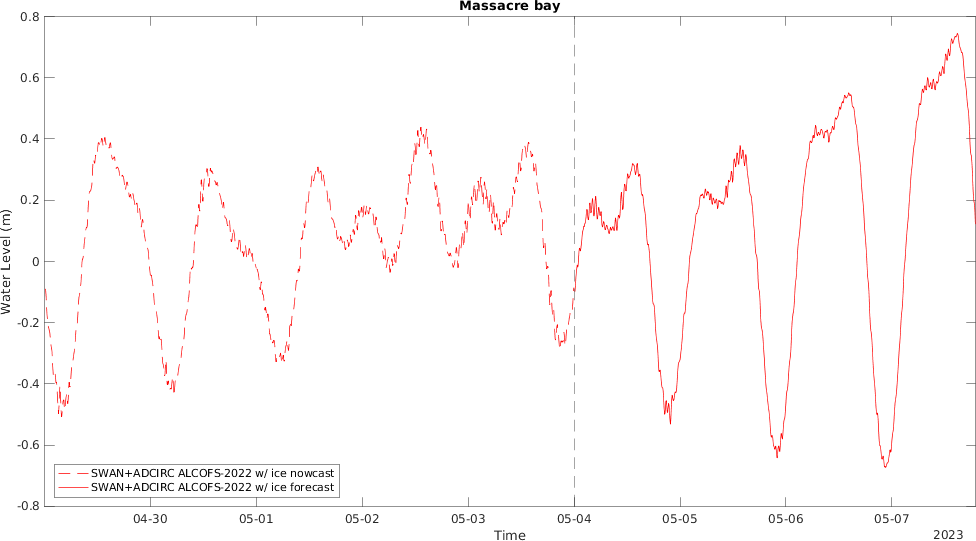 Massacre bay
0.8
0.6
0.4
0.2
0
-0.2
-0.4
-0.6
-0.8
Water Level (m)
SWAN+ADCIRC ALCOFS-2022 w/ ice nowcast
SWAN+ADCIRC ALCOFS-2022 w/ ice forecast
04-30 05-01 05-02 05-03 05-04 05-05 05-06 05-07
Time
2023